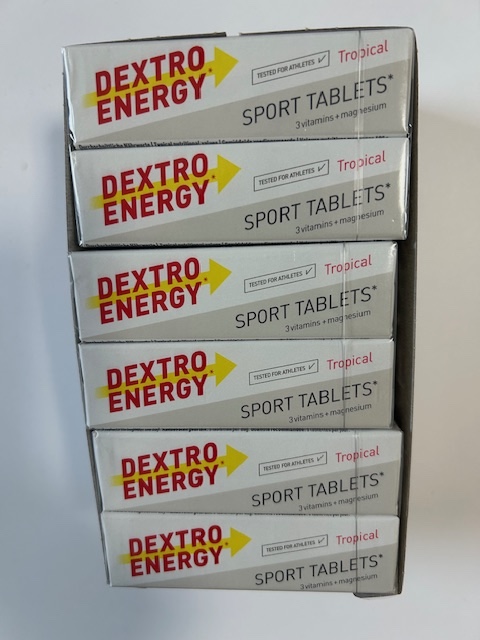 DEXTRO
ENERGY*
TESTED FOR ATHLETES ✓
Tropical
SPORT TABLETS*
3 vitamins + magnesium
DEXTRO
ENERGY*
TESTED FOR ATHLETES ✓
Tropical
SPORT TABLETS*
3 vitamins + magnesium
DEXTRO
ENERGY*
TESTED FOR ATHLETES ✓
Tropical
SPORT TABLETS*
3 vitamins + magnesium
DEXTRO
ENERGY*
TESTED FOR ATHLETES ✓
Tropical
SPORT TABLETS*
3 vitamins + magnesium
DEXTRO
ENERGY*
TESTED FOR ATHLETES ✓
Tropical
SPORT TABLETS*
3 vitamins + magnesium
DEXTRO
ENERGY*
TESTED FOR ATHLETES ✓
Tropical
SPORT TABLETS*
3 vitamins + magnesium